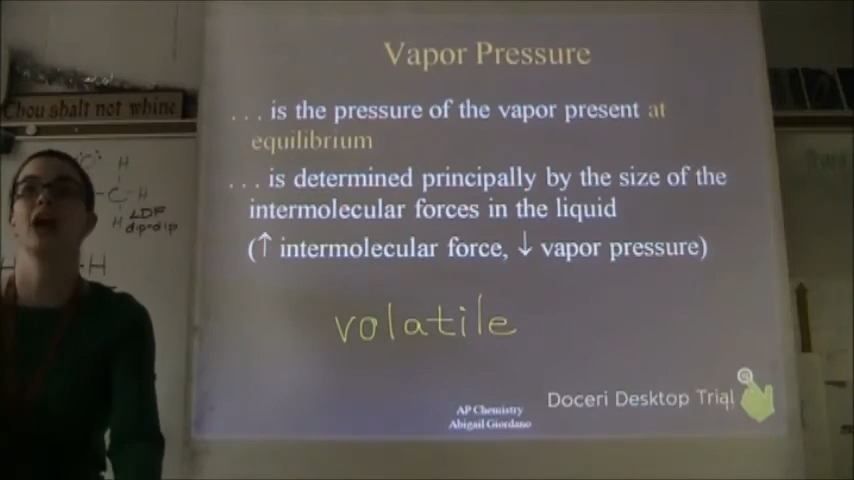 Vapor Pressure
Thou shalt not whine
. . . is the pressure of the vapor present at
equilibrium
. . . is determined principally by the size of the
intermolecular forces in the liquid
(↑ intermolecular force, ↓ vapor pressure)
H
C H
H LDF
dip-dip
H
volatile
Doceri Desktop Trial
AP Chemistry
Abigail Giordano